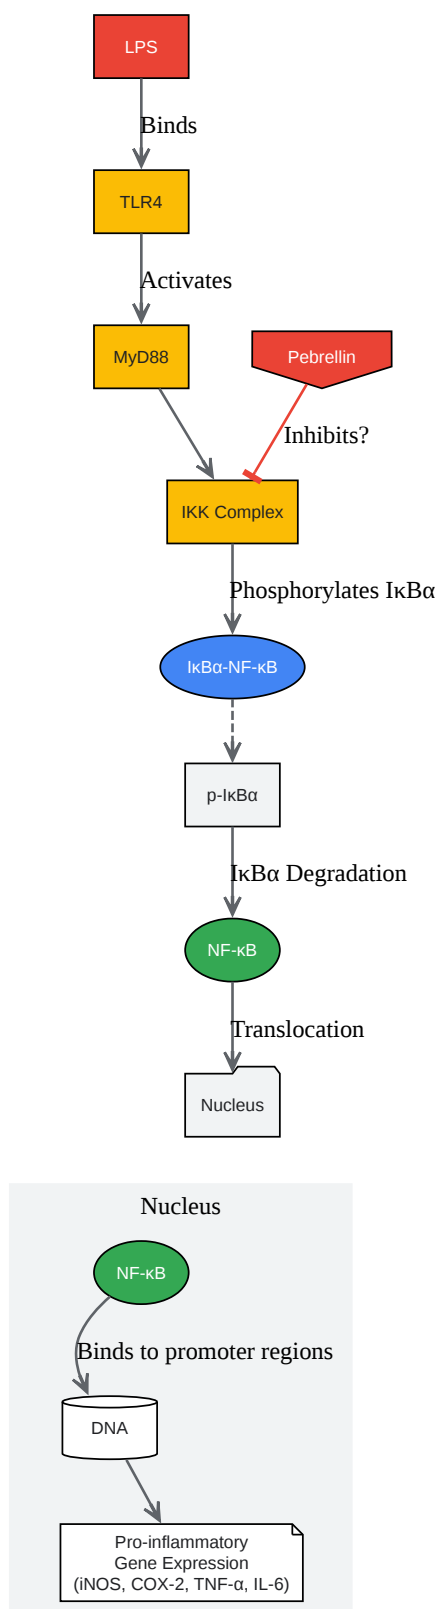 LPS
Binds
TLR4
Activates
MyD88
Pebrellin
Inhibits?
IKK Complex
Phosphorylates IκBα
IκBα-NF-κB
p-IκBα
IκBα Degradation
NF-κB
Translocation
Nucleus
Nucleus
NF-κB
Binds to promoter regions
DNA
Pro-inflammatory
Gene Expression
(iNOS, COX-2, TNF-α, IL-6)